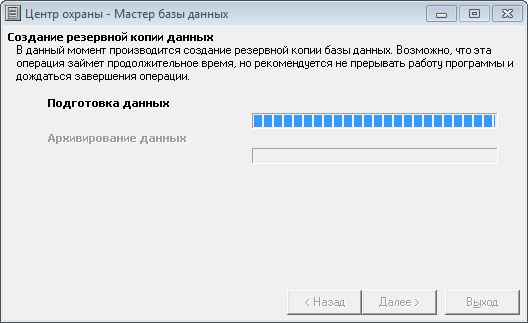 Центр охраны - Мастер базы данных
Создание резервной копии данных
В данный момент производится создание резервной копии базы данных. Возможно, что эта
операция займет продолжительное время, но рекомендуется не прерывать работу программы и
дождаться завершения операции.
Подготовка данных
Архивирование данных
< Назад
Далее >
Выход